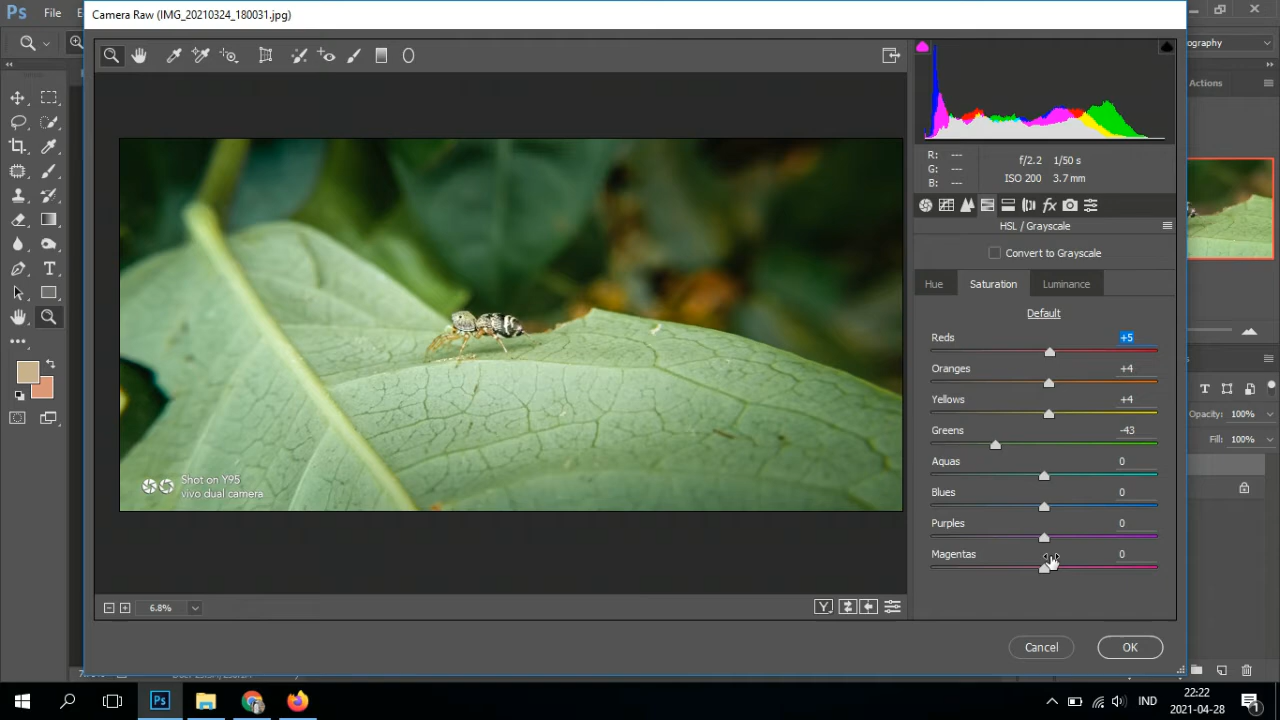 Camera Raw (IMG_20210324_180031.jpg)
Ps File
ography
Actions
R: ---
G: ---
B: ---
f/2.2 1/50 s
ISO 200 3.7 mm
HSL / Grayscale
Convert to Grayscale
Hue Saturation Luminance
Default
Reds +5
Oranges +4
Yellows +4
Greens -43
Aquas 0
Blues 0
Purples 0
Magentas 0
Shot on Y95
vivo dual camera
Opacity: 100%
Fill: 100%
6.8%
Y
Cancel OK
Ps
IND
22:22
2021-04-28
1